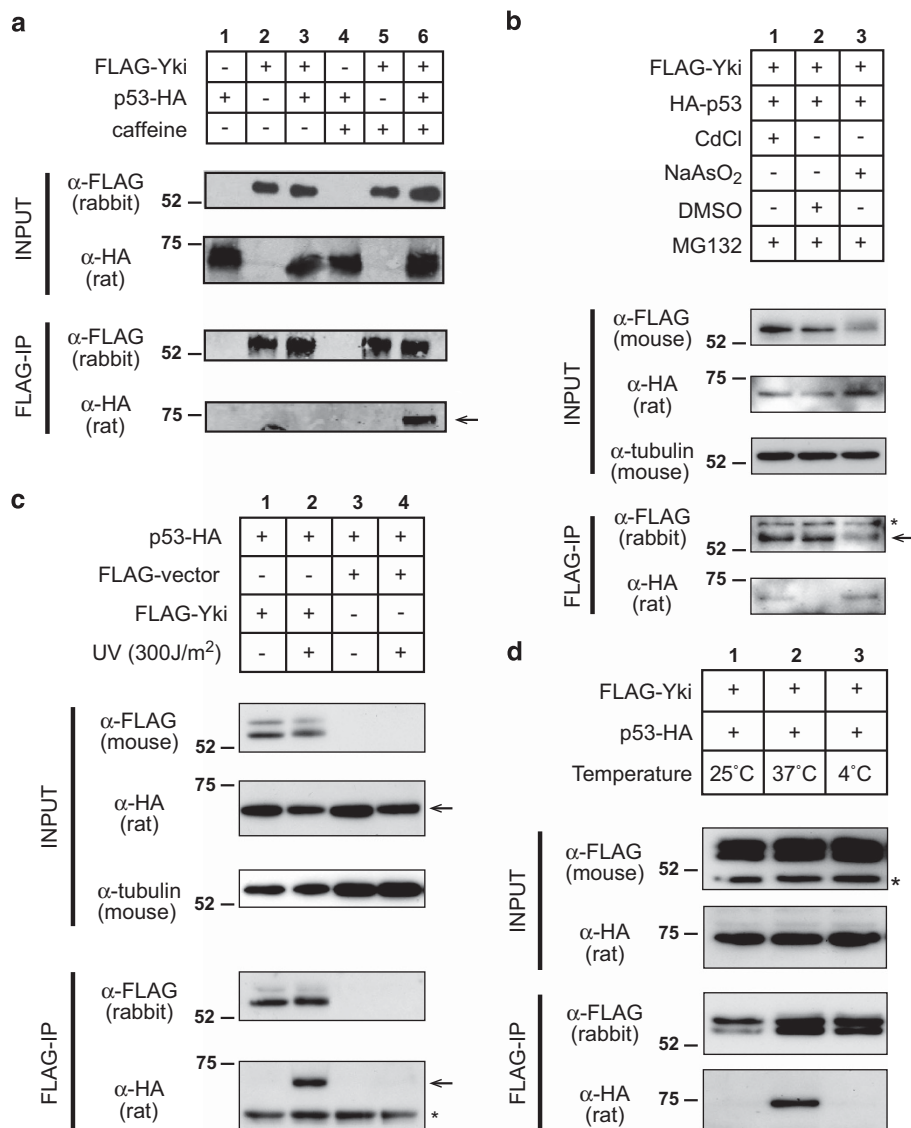 a
1 2 3 4 5 6
FLAG-Yki - + + - + +
p53-HA + - + + - +
caffeine - - - + + +
INPUT
α-FLAG
(rabbit)
52
α-HA
(rat)
75
FLAG-IP
α-FLAG
(rabbit)
52
α-HA
(rat)
75
b
1 2 3
FLAG-Yki + + +
HA-p53 + + +
CdCl + - -
NaAsO2 - - +
DMSO - + -
MG132 + + +
INPUT
α-FLAG
(mouse)
52
α-HA
(rat)
75
α-tubulin
(mouse)
52
FLAG-IP
α-FLAG
(rabbit)
52
*
α-HA
(rat)
75
c
1 2 3 4
p53-HA + + + +
FLAG-vector - - + +
FLAG-Yki + + - -
UV (300J/m2) - + - +
INPUT
α-FLAG
(mouse)
52
α-HA
(rat)
75
α-tubulin
(mouse)
52
FLAG-IP
α-FLAG
(rabbit)
52
α-HA
(rat)
75
*
d
1 2 3
FLAG-Yki + + +
p53-HA + + +
Temperature 25˚C 37˚C 4˚C
INPUT
α-FLAG
(mouse)
52
*
α-HA
(rat)
75
FLAG-IP
α-FLAG
(rabbit)
52
α-HA
(rat)
75